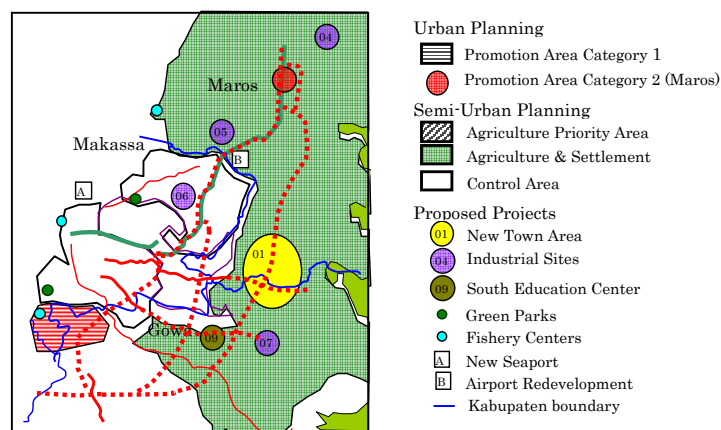 04
Maros
05
Makassa
B
A
06
01
Gowa
09
07
Urban Planning
Promotion Area Category 1
Promotion Area Category 2 (Maros)
Semi-Urban Planning
Agriculture Priority Area
Agriculture & Settlement
Control Area
Proposed Projects
01 New Town Area
04 Industrial Sites
09 South Education Center
Green Parks
Fishery Centers
A New Seaport
B Airport Redevelopment
Kabupaten boundary